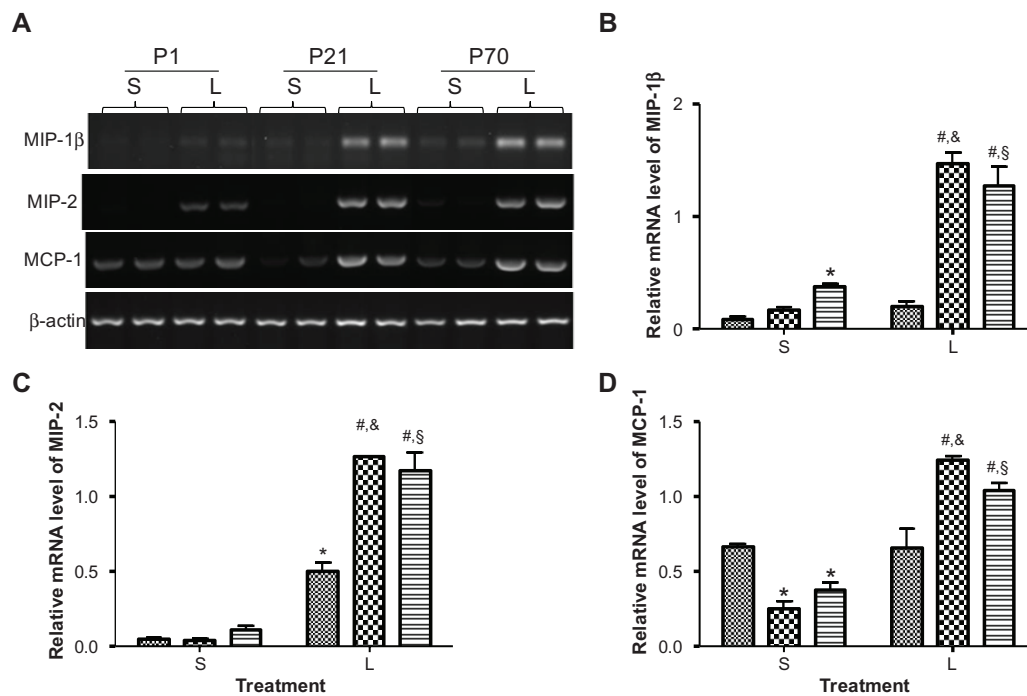 A
P1 P21 P70
S L S L S L
MIP-1β
MIP-2
MCP-1
β-actin
B
Relative mRNA level of MIP-1β
2
1
0
*
#,&
#,§
S L
C
Relative mRNA level of MIP-2
1.5
1.0
0.5
0.0
*
#,&
#,§
S L
Treatment
D
Relative mRNA level of MCP-1
1.5
1.0
0.5
0.0
*
*
#,&
#,§
S L
Treatment